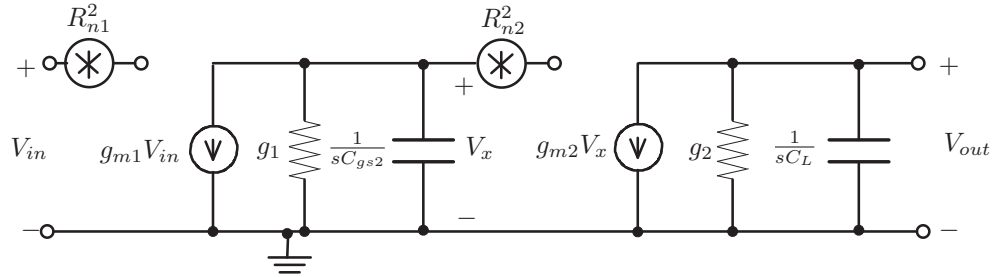 R_{n1}^2
R_{n2}^2
+
+
+
V_{in}
g_{m1}V_{in}
g_1
\frac{1}{sC_{gs2}}
V_x
g_{m2}V_x
g_2
\frac{1}{sC_L}
V_{out}
−
−
−